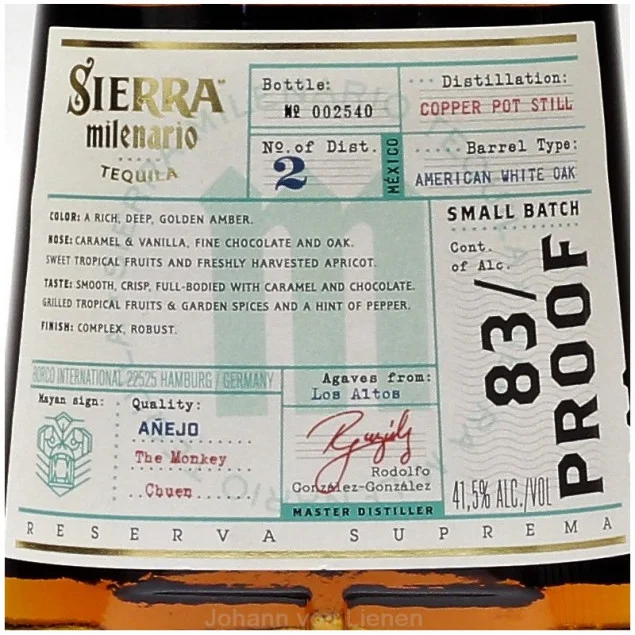 SIERRA
milenario
TEQUILA
Bottle:
Nº 002540
Distillation:
COPPER POT STILL
Nº. of Dist.
2
MÉXICO
Barrel Type:
AMERICAN WHITE OAK
COLOR: A RICH, DEEP, GOLDEN AMBER.
NOSE: CARAMEL & VANILLA, FINE CHOCOLATE AND OAK.
SWEET TROPICAL FRUITS AND FRESHLY HARVESTED APRICOT.
TASTE: SMOOTH, CRISP, FULL-BODIED WITH CARAMEL AND CHOCOLATE.
GRILLED TROPICAL FRUITS & GARDEN SPICES AND A HINT OF PEPPER.
FINISH: COMPLEX, ROBUST.
SMALL BATCH
Cont.
of Alc.
83/
PROOF
41,5% ALC./VOL
BORCO INTERNATIONAL 22525 HAMBURG / GERMANY
Mayan sign:
Quality:
AÑEJO
The Monkey
Chuen
Agaves from:
Los Altos
Rodolfo
González-González
MASTER DISTILLER
RESERVA SUPREMA
Johann von Lienen